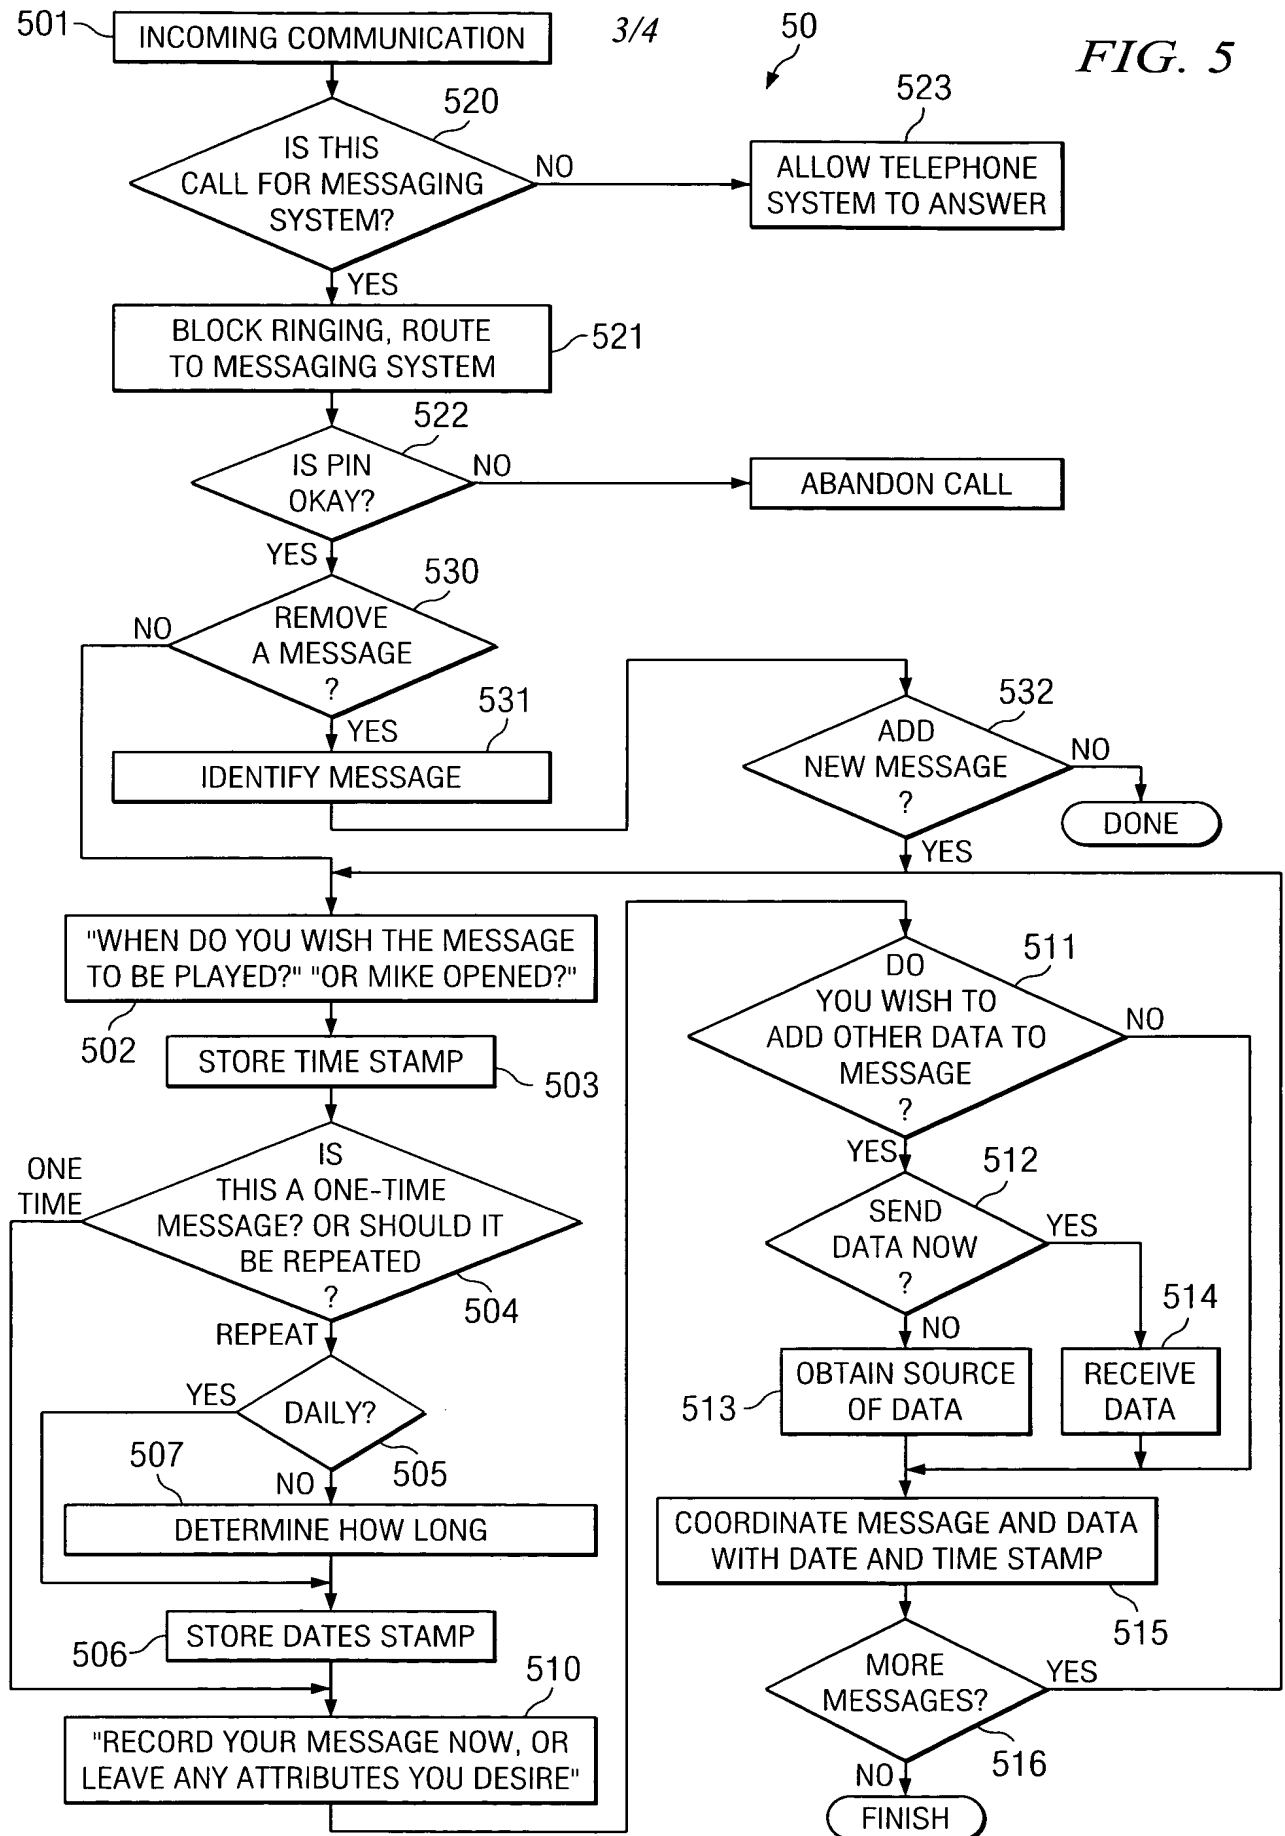 501
INCOMING COMMUNICATION
3/4
50
FIG. 5
520
523
IS THIS
CALL FOR MESSAGING
SYSTEM?
NO
ALLOW TELEPHONE
SYSTEM TO ANSWER
YES
BLOCK RINGING, ROUTE
TO MESSAGING SYSTEM
521
522
IS PIN
OKAY?
NO
ABANDON CALL
YES
530
REMOVE
A MESSAGE
?
NO
YES
531
IDENTIFY MESSAGE
532
ADD
NEW MESSAGE
?
NO
DONE
YES
"WHEN DO YOU WISH THE MESSAGE
TO BE PLAYED?" "OR MIKE OPENED?"
502
STORE TIME STAMP
503
IS
THIS A ONE-TIME
MESSAGE? OR SHOULD IT
BE REPEATED
?
ONE
TIME
504
REPEAT
DAILY?
YES
505
NO
507
DETERMINE HOW LONG
STORE DATES STAMP
506
510
"RECORD YOUR MESSAGE NOW, OR
LEAVE ANY ATTRIBUTES YOU DESIRE"
511
DO
YOU WISH TO
ADD OTHER DATA TO
MESSAGE
?
NO
YES
512
SEND
DATA NOW
?
YES
NO
514
OBTAIN SOURCE
OF DATA
513
RECEIVE
DATA
COORDINATE MESSAGE AND DATA
WITH DATE AND TIME STAMP
515
MORE
MESSAGES?
YES
516
NO
FINISH